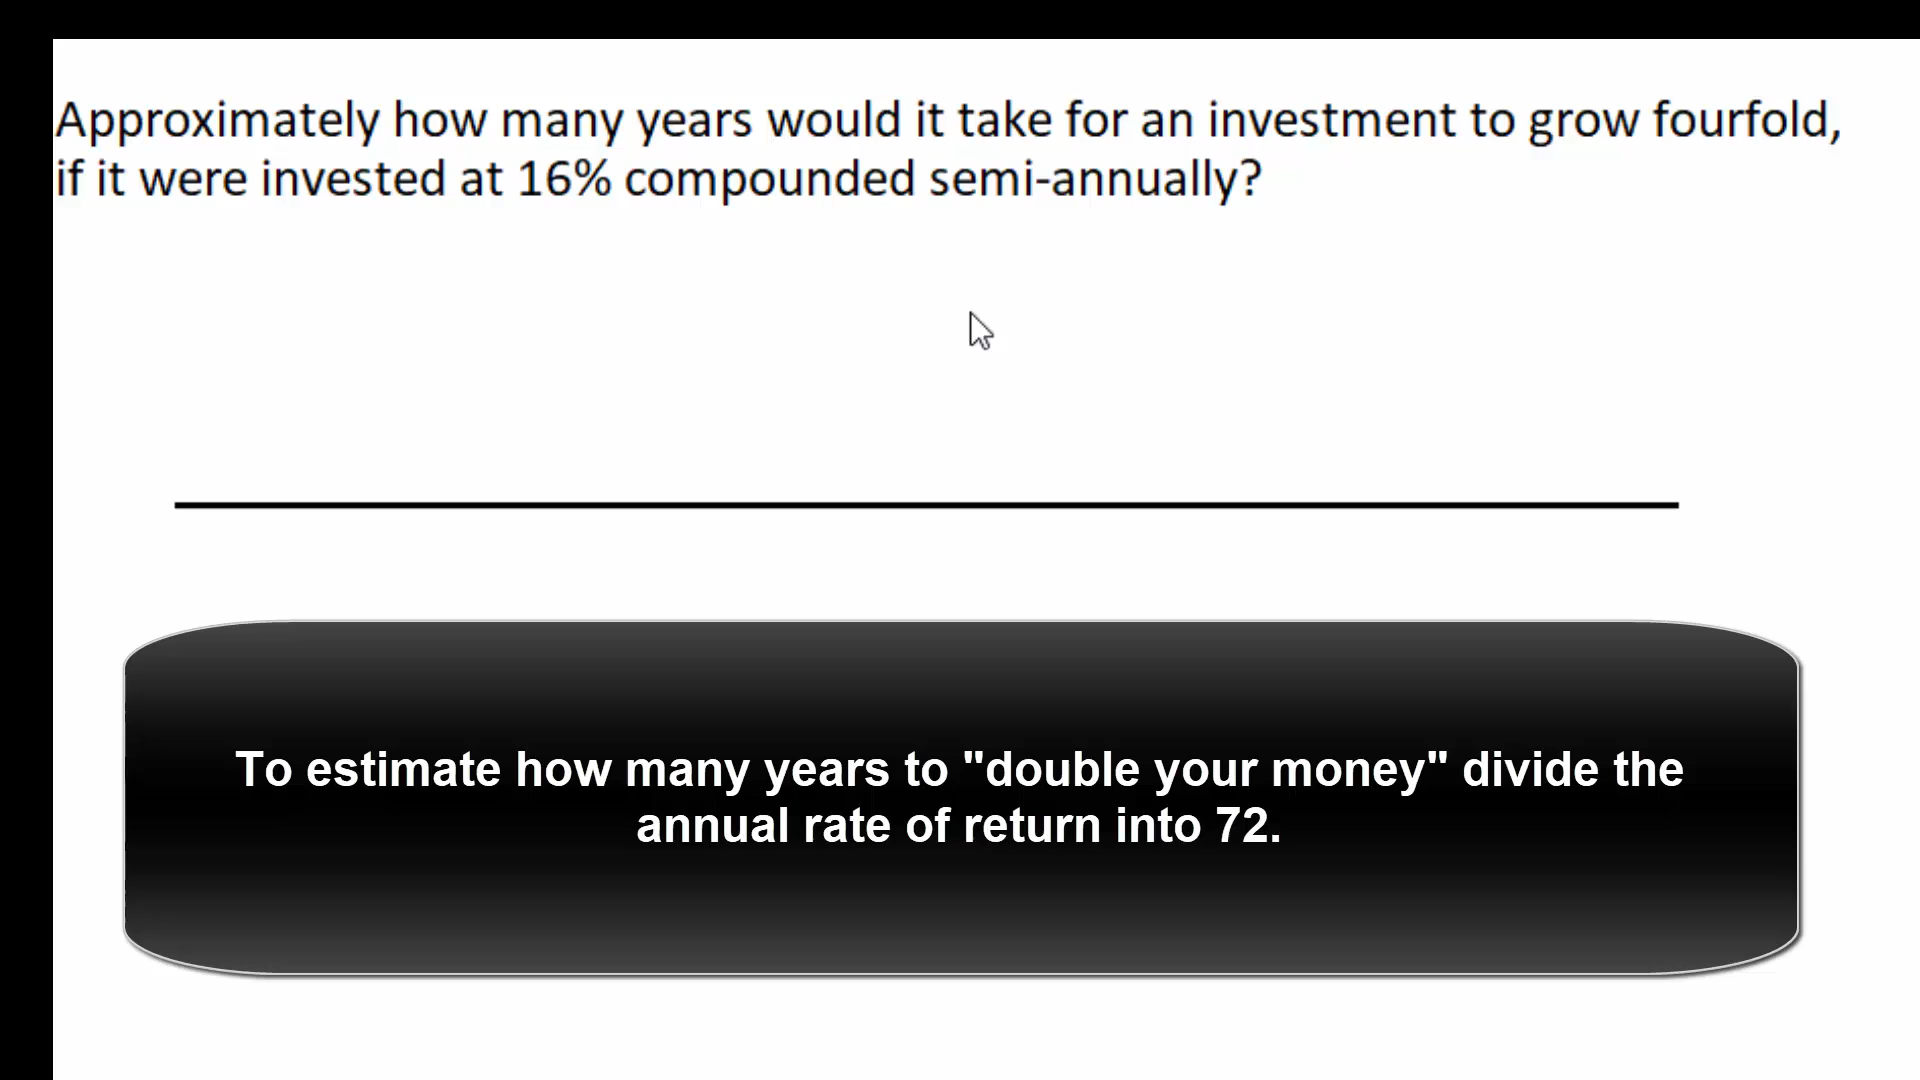 Approximately how many years would it take for an investment to grow fourfold,
if it were invested at 16% compounded semi-annually?
To estimate how many years to "double your money" divide the
annual rate of return into 72.